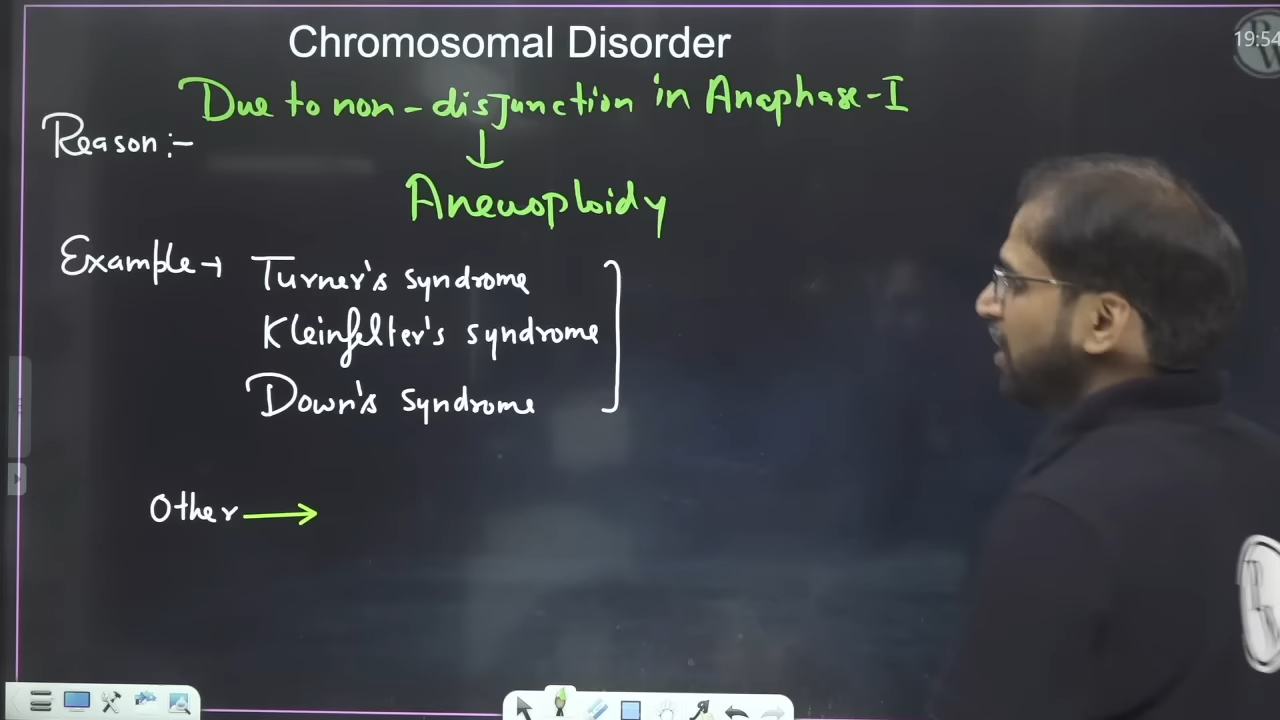 Chromosomal Disorder
19:54
Due to non-disjunction in Anaphase-I
Reason:-
↓
Aneuploidy
Example→ Turner's syndrome
Kleinfelter's syndrome
Down's syndrome
Other →